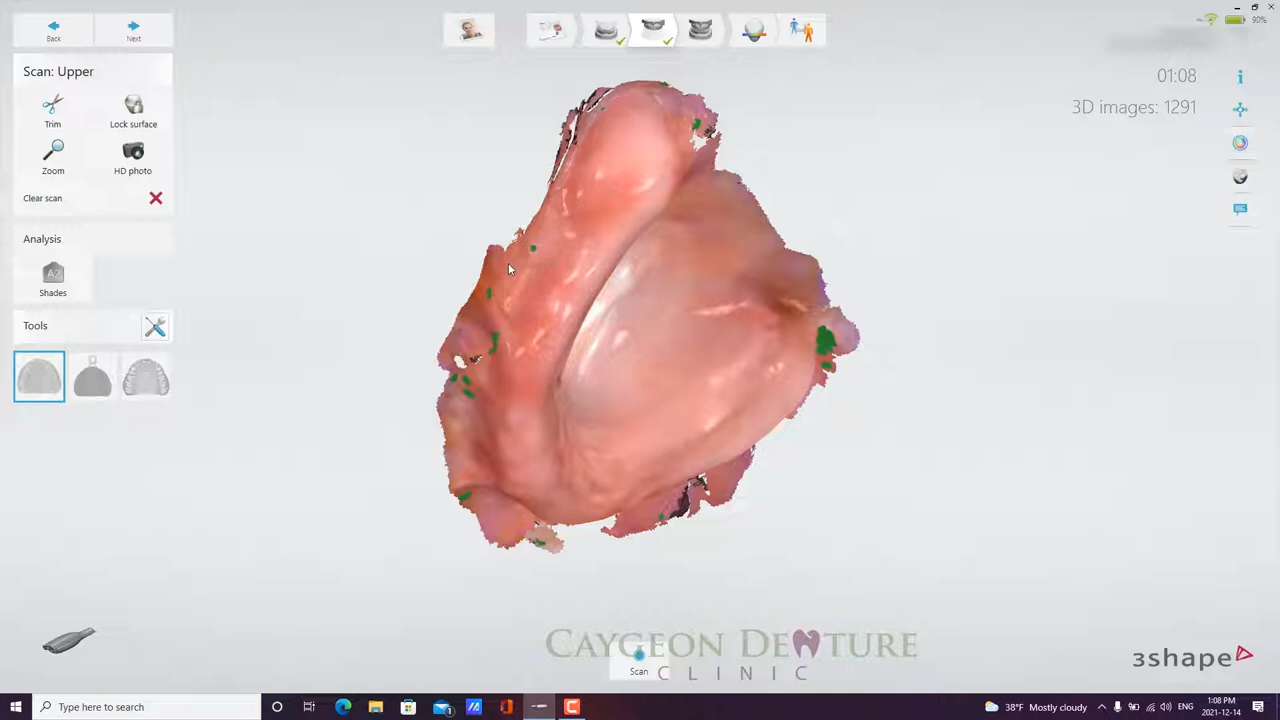 Back
Next
Scan: Upper
Trim
Lock surface
Zoom
HD photo
Clear scan
Analysis
A2
Shades
Tools
90%
01:08
3D images: 1291
CAYGEON DENTURE
CLINIC
Scan
3shape
Type here to search
38°F Mostly cloudy
ENG
1:08 PM
2021-12-14